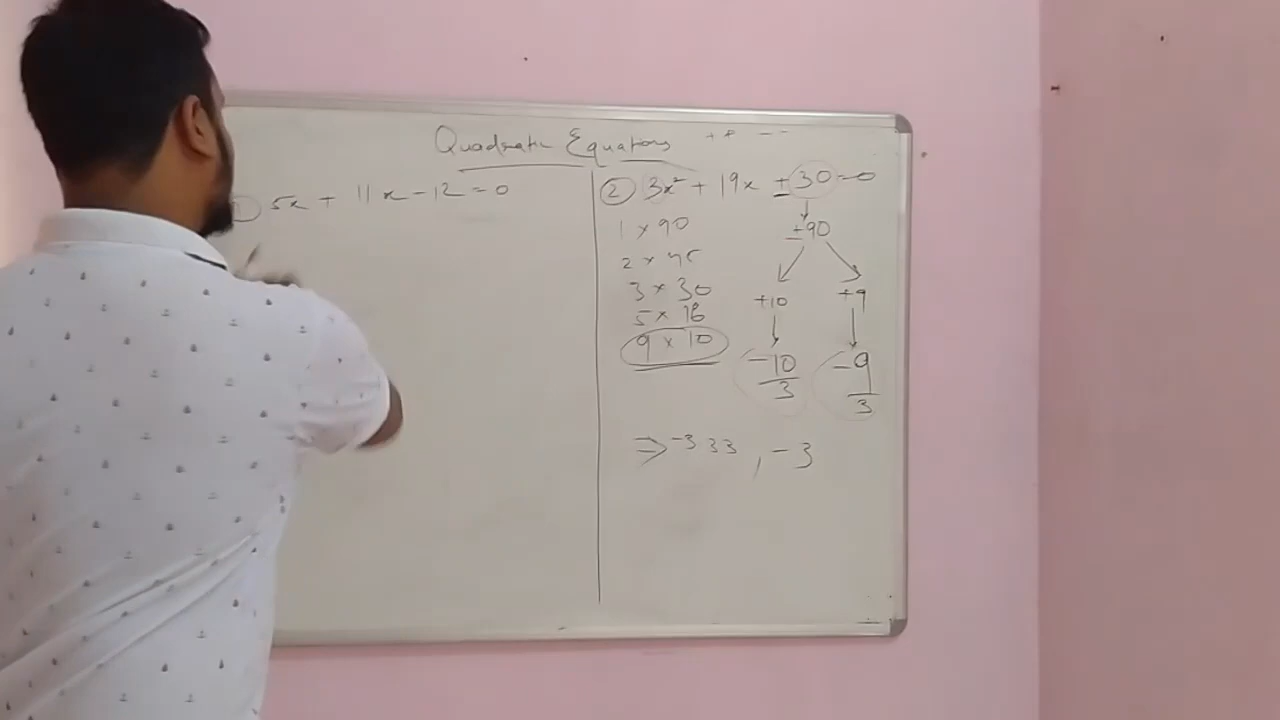 Quadratic Equations + + - -
① 5x + 11x - 12 = 0
② 3x² + 19x + 30 = 0
1 x 90
+90
2 x 45
3 x 30
+10 +9
5 x 18
9 x 10
-10/3 -9/3
⇒ -3 33 , -3